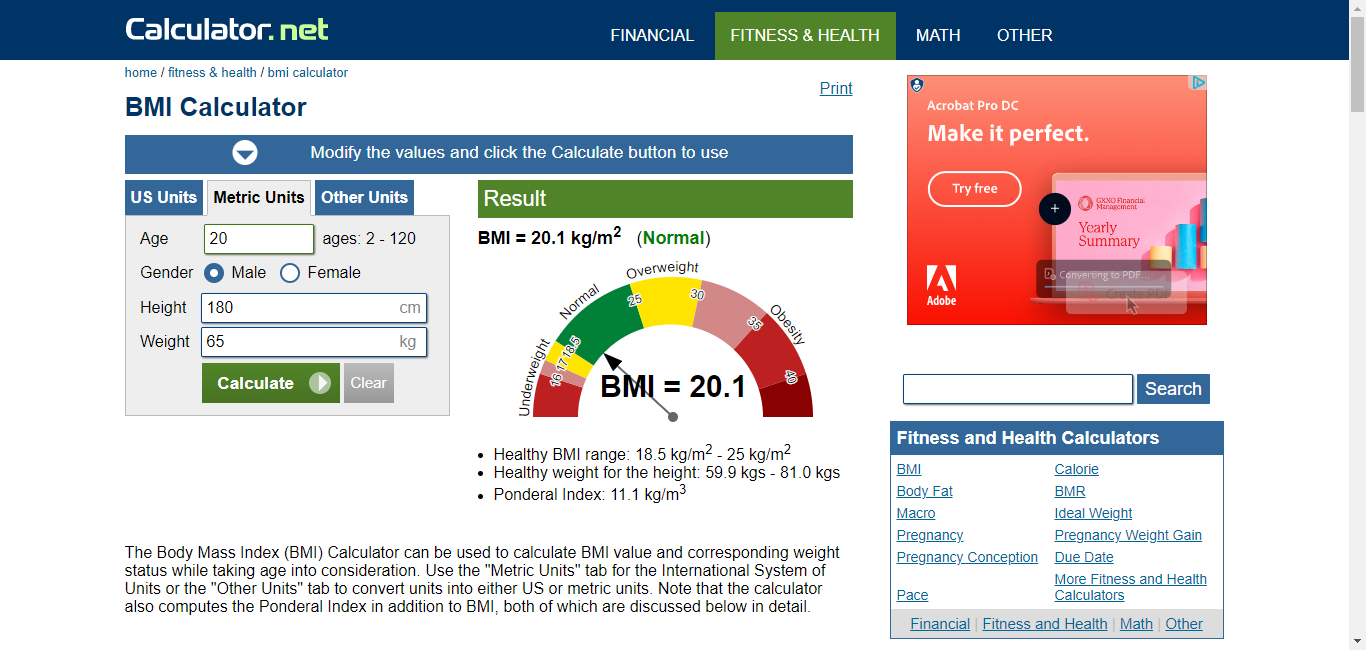 Calculator.net
FINANCIAL
FITNESS & HEALTH
MATH
OTHER
home / fitness & health / bmi calculator
Print
BMI Calculator
Modify the values and click the Calculate button to use
US Units
Metric Units
Other Units
Age
20
ages: 2 - 120
Gender
Male
Female
Height
180
cm
Weight
65
kg
Calculate
Clear
Result
BMI = 20.1 kg/m2 (Normal)
Underweight
Normal
Overweight
Obesity
16
17
18.5
25
30
35
40
BMI = 20.1
Healthy BMI range: 18.5 kg/m2 - 25 kg/m2
Healthy weight for the height: 59.9 kgs - 81.0 kgs
Ponderal Index: 11.1 kg/m3
The Body Mass Index (BMI) Calculator can be used to calculate BMI value and corresponding weight
status while taking age into consideration. Use the "Metric Units" tab for the International System of
Units or the "Other Units" tab to convert units into either US or metric units. Note that the calculator
also computes the Ponderal Index in addition to BMI, both of which are discussed below in detail.
Acrobat Pro DC
Make it perfect.
Try free
GXXO Financial
Management
Yearly
Summary
Converting to PDF...
Create PDF
Adobe
Search
Fitness and Health Calculators
BMI
Calorie
Body Fat
BMR
Macro
Ideal Weight
Pregnancy
Pregnancy Weight Gain
Pregnancy Conception
Due Date
Pace
More Fitness and Health
Calculators
Financial | Fitness and Health | Math | Other